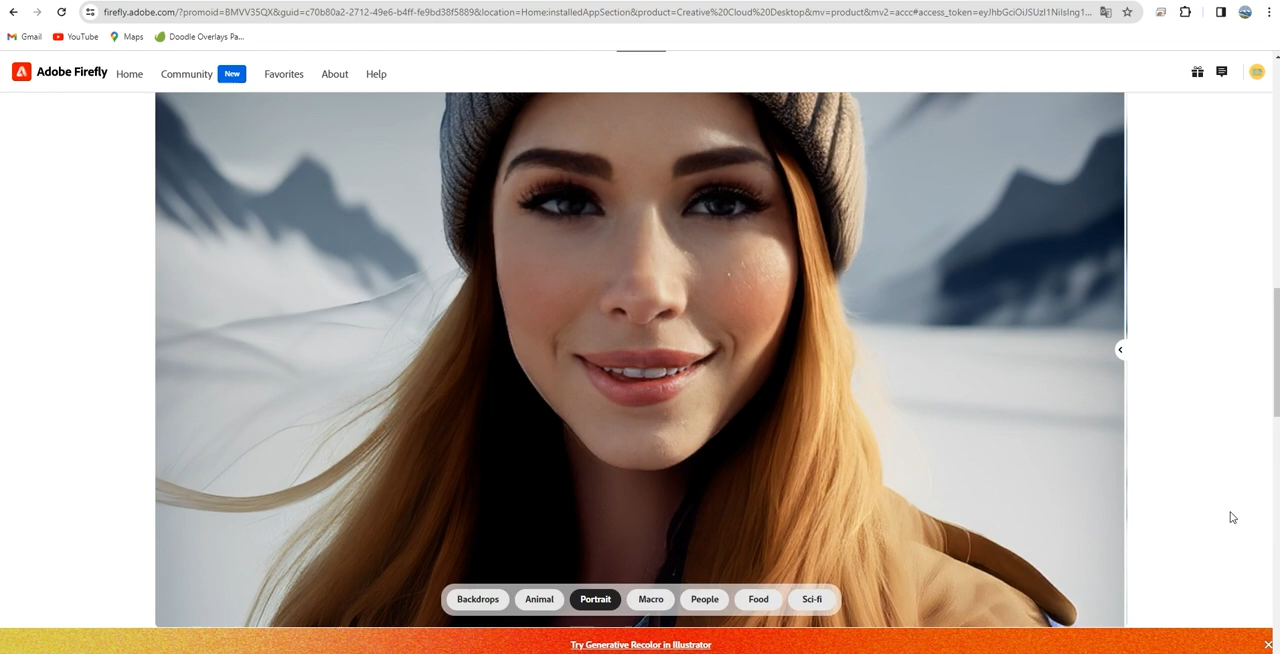 firefly.adobe.com/?promoid=BMVV35QX&guid=c70b80a2-2712-49e6-b4ff-fe9bd38f5889&location=Home:installedAppSection&product=Creative%20Cloud%20Desktop&mv=product&mv2=accc#access_token=eyJhbGciOiJSUzI1NiIsIng1...
Gmail YouTube Maps Doodle Overlays Pa...
Adobe Firefly Home Community New Favorites About Help
Backdrops Animal Portrait Macro People Food Sci-fi
Try Generative Recolor in Illustrator